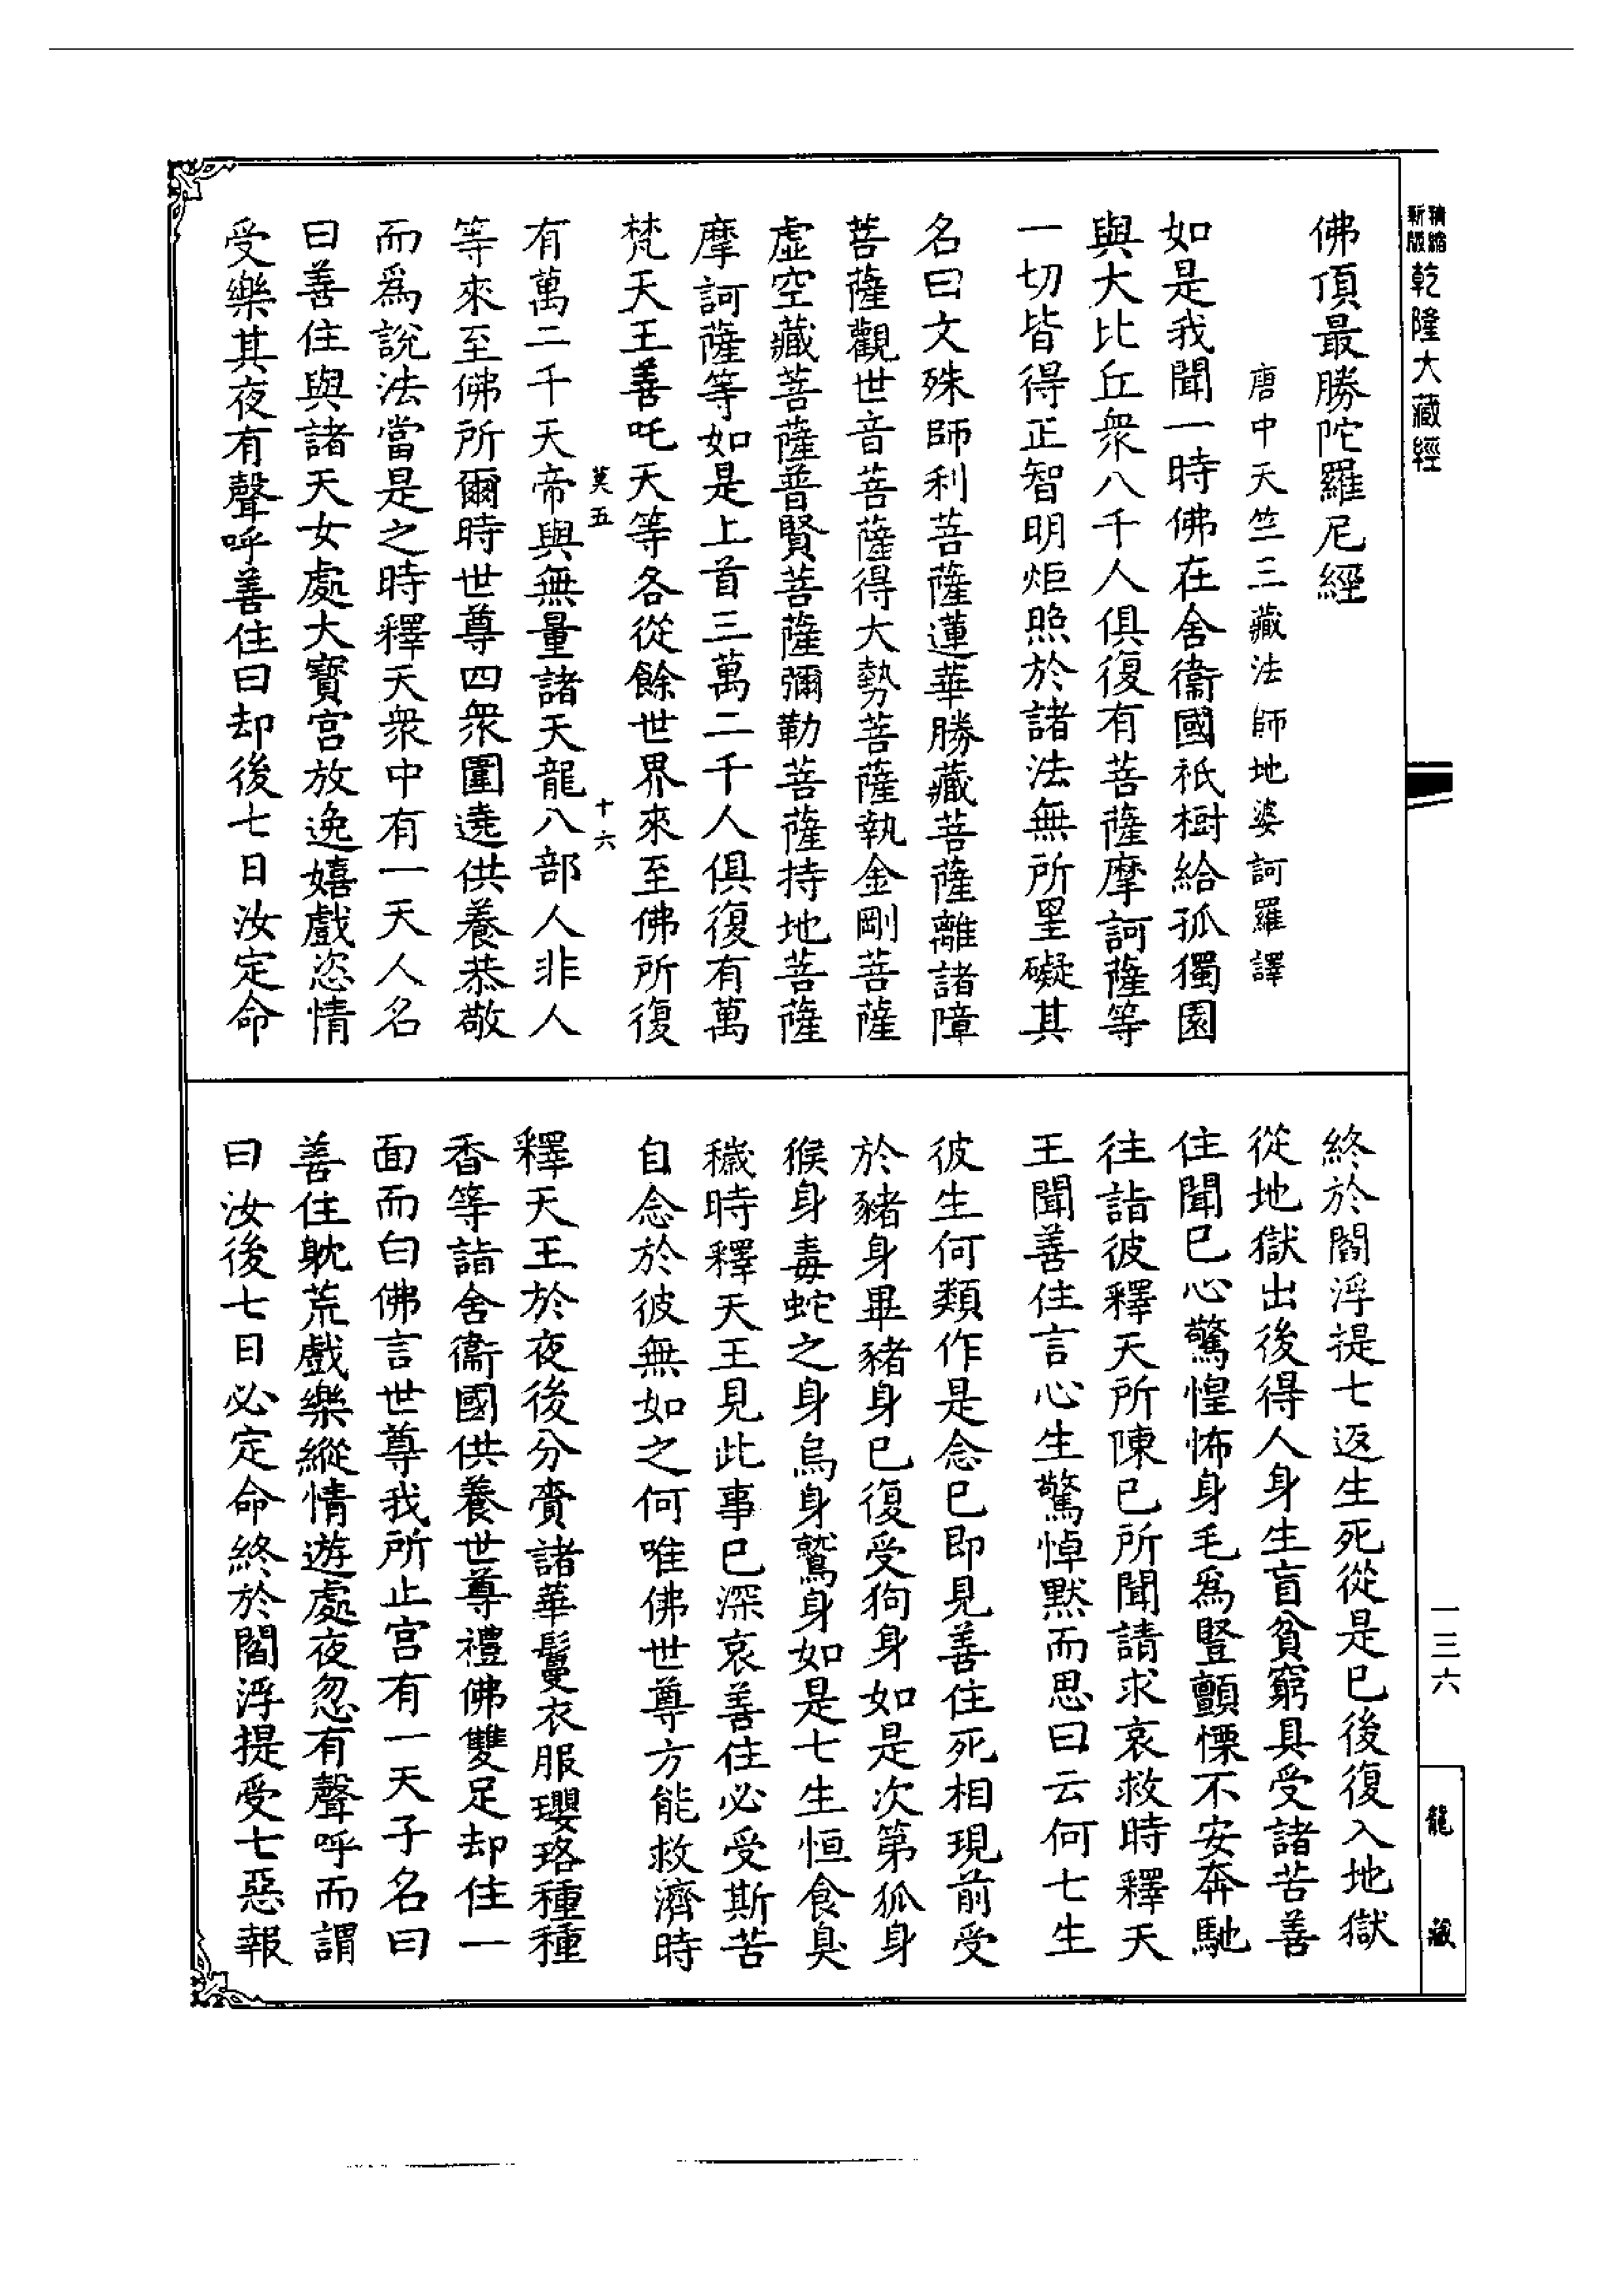 精縮
新版
乾隆大藏經
佛頂最勝陀羅尼經
唐中天竺三藏法師地婆訶羅譯
如是我聞一時佛在舍衞國祇樹給孤獨園
與大比丘衆八千人俱復有菩薩摩訶薩等
一切皆得正智明炬照於諸法無所罣礙其
名曰文殊師利菩薩蓮華勝藏菩薩離諸障
菩薩觀世音菩薩得大勢菩薩執金剛菩薩
虛空藏菩薩普賢菩薩彌勒菩薩持地菩薩
摩訶薩等如是上首三萬二千人俱復有萬
梵天王善吒天等各從餘世界來至佛所復
莫五
十六
有萬二千天帝與無量諸天龍八部人非人
等來至佛所爾時世尊四衆圍遶供養恭敬
而爲說法當是之時釋天衆中有一天人名
曰善住與諸天女處大寶宮放逸嬉戲恣情
受樂其夜有聲呼善住曰却後七日汝定命
終於閻浮提七返生死從是已後復入地獄
從地獄出後得人身生盲貧窮具受諸苦善
住聞已心驚惶怖身毛爲豎顫慄不安奔馳
往詣彼釋天所陳已所聞請求哀救時釋天
王聞善住言心生驚悼默而思曰云何七生
彼生何類作是念已即見善住死相現前受
於豬身畢豬身已復受狗身如是次第狐身
猴身毒蛇之身烏身鷲身如是七生恒食臭
穢時釋天王見此事已深哀善住必受斯苦
自念於彼無如之何唯佛世尊方能救濟時
釋天王於夜後分賷諸華鬘衣服瓔珞種種
香等詣舍衞國供養世尊禮佛雙足却住一
面而白佛言世尊我所止宮有一天子名曰
善住躭荒戲樂縱情遊處夜忽有聲呼而謂
曰汝後七日必定命終於閻浮提受七惡報
一三六
龍藏